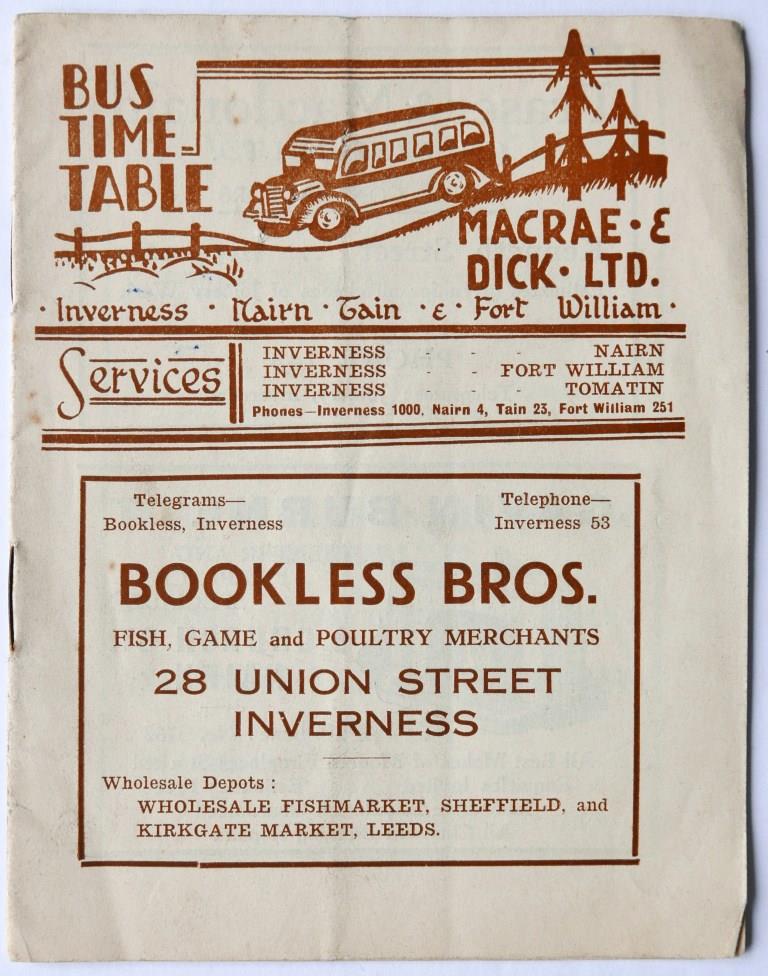 BUS
TIME-
TABLE
MACRAE · &
DICK · LTD.
· Inverness · Nairn · Tain · & · Fort William ·
Services
INVERNESS - - NAIRN
INVERNESS - FORT WILLIAM
INVERNESS - - - TOMATIN
Phones—Inverness 1000, Nairn 4, Tain 23, Fort William 251
Telegrams—
Bookless, Inverness
Telephone—
Inverness 53
BOOKLESS BROS.
FISH, GAME and POULTRY MERCHANTS
28 UNION STREET
INVERNESS
Wholesale Depots :
WHOLESALE FISHMARKET, SHEFFIELD, and
KIRKGATE MARKET, LEEDS.